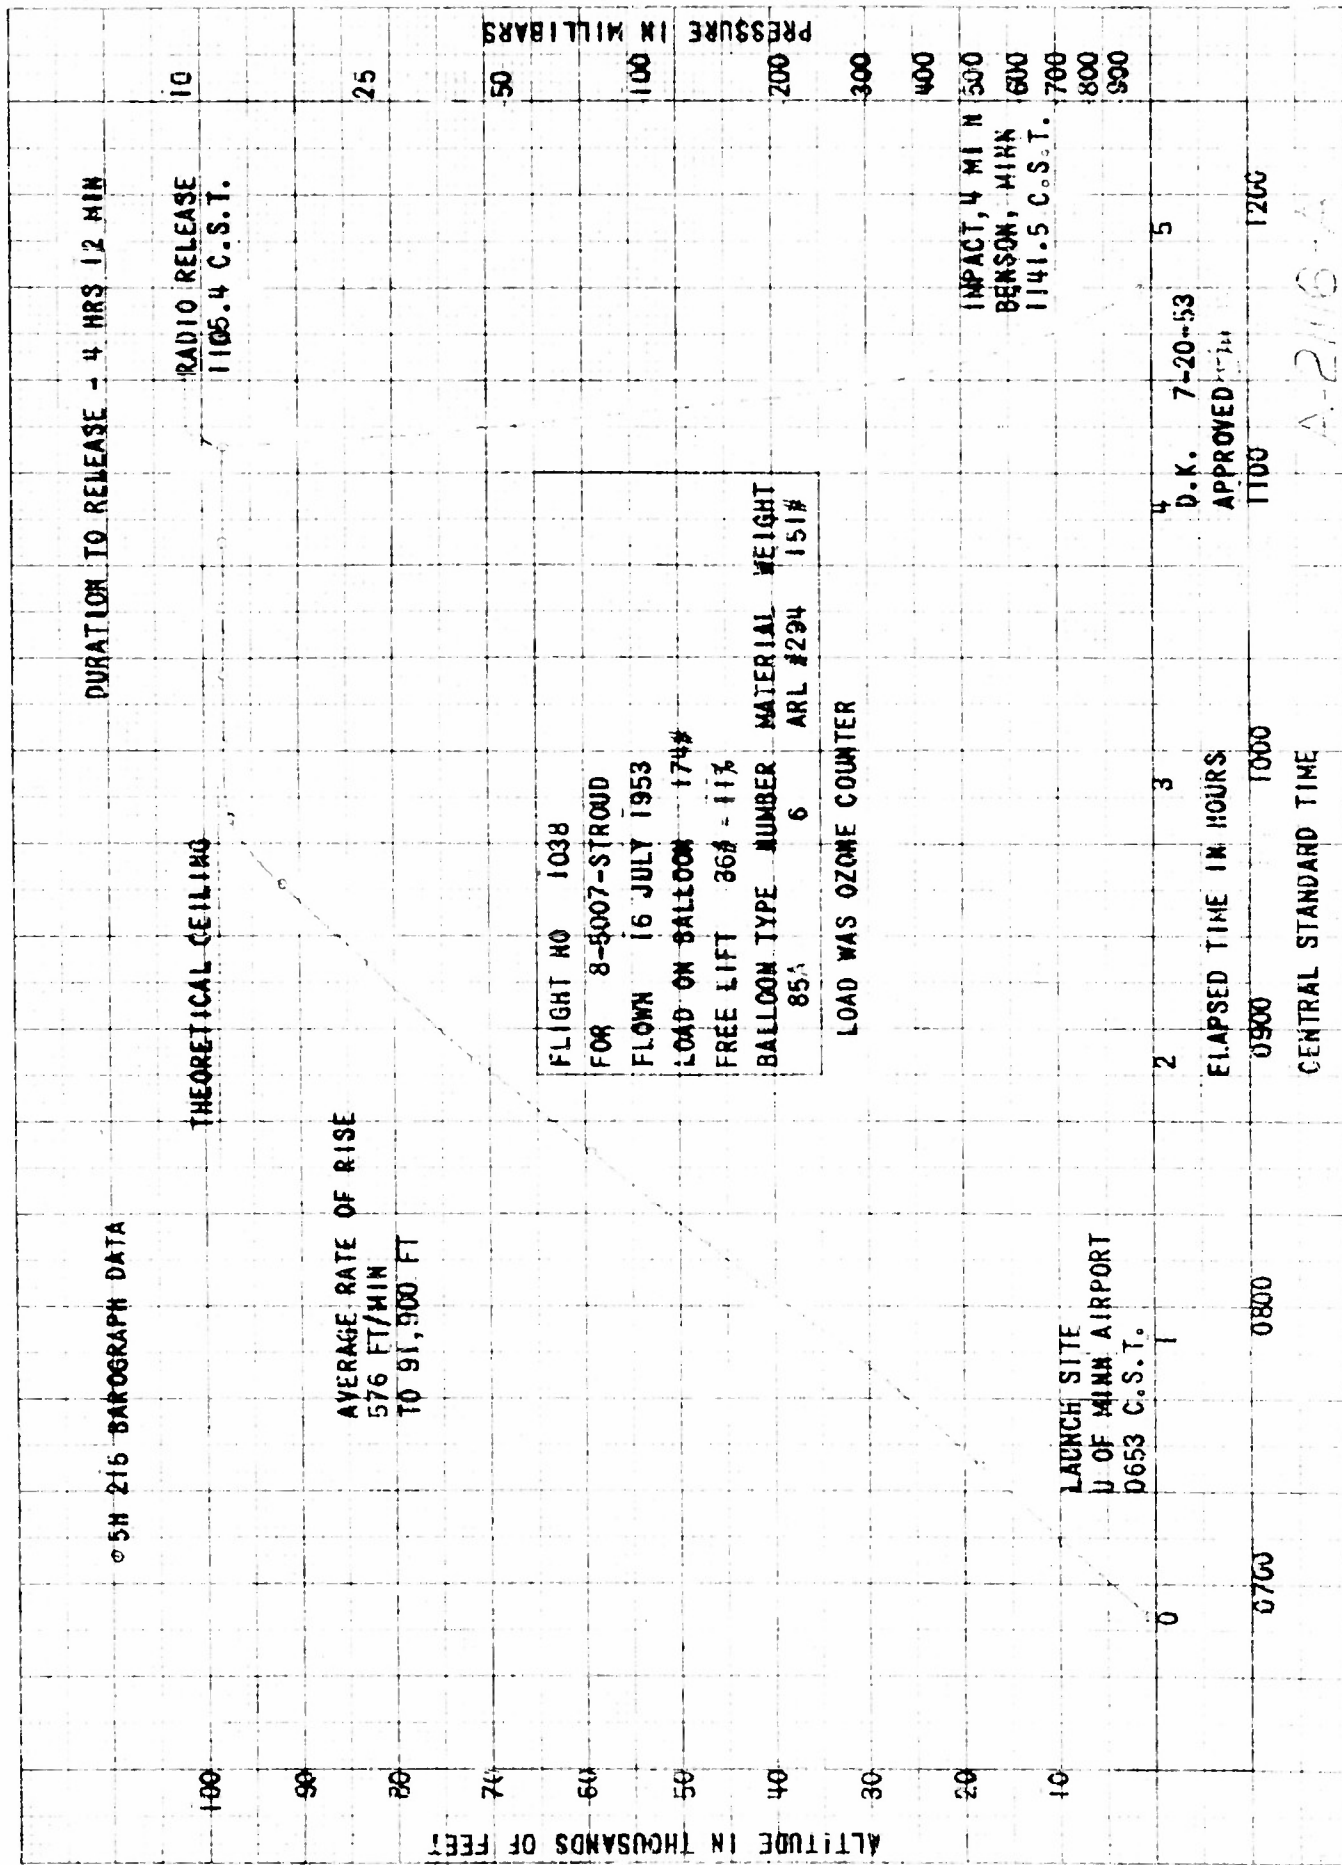 DURATION TO RELEASE - 4 HRS 12 MIN
⌀ 5H 215 BAROGRAPH DATA
THEORETICAL CEILING
RADIO RELEASE
1105.4 C.S.T.
AVERAGE RATE OF RISE
576 FT/MIN
TO 91,900 FT
FLIGHT NO 1038
FOR 8-5007-STROUD
FLOWN 16 JULY 1953
LOAD ON BALLOON 174#
FREE LIFT 36# - 11%
BALLOON TYPE NUMBER MATERIAL WEIGHT
85A 6 ARL #294 151#
LOAD WAS OZONE COUNTER
LAUNCH SITE
U OF MINN AIRPORT
0653 C.S.T.
IMPACT, 4 MI N
BENSON, MINN
1141.5 C.S.T.
ALTITUDE IN THOUSANDS OF FEET
100
90
80
70
60
50
40
30
20
10
PRESSURE IN MILLIBARS
10
25
50
100
200
300
400
500
600
700
800
900
0 1 2 3 4 5
ELAPSED TIME IN HOURS
D.K. 7-20-53
APPROVED
0700 0800 0900 1000 1100 1200
CENTRAL STANDARD TIME